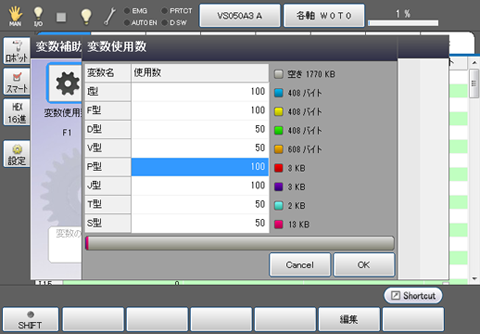 MAN
I/O
EMG
AUTO EN
PRTCT
D SW
VS050A3 A
各軸 W0T0
1 %
ロボット
スマート
HEX
16進
設定
変数補助
変数使用
F1
変数の
変数使用数
変数名 使用数
I型 100 空き 1770 KB
F型 100 408 バイト
D型 50 408 バイト
V型 50 408 バイト
P型 100 608 バイト
J型 100 3 KB
T型 50 3 KB
S型 50 2 KB
13 KB
Cancel OK
115 0
Shortcut
SHIFT
編集